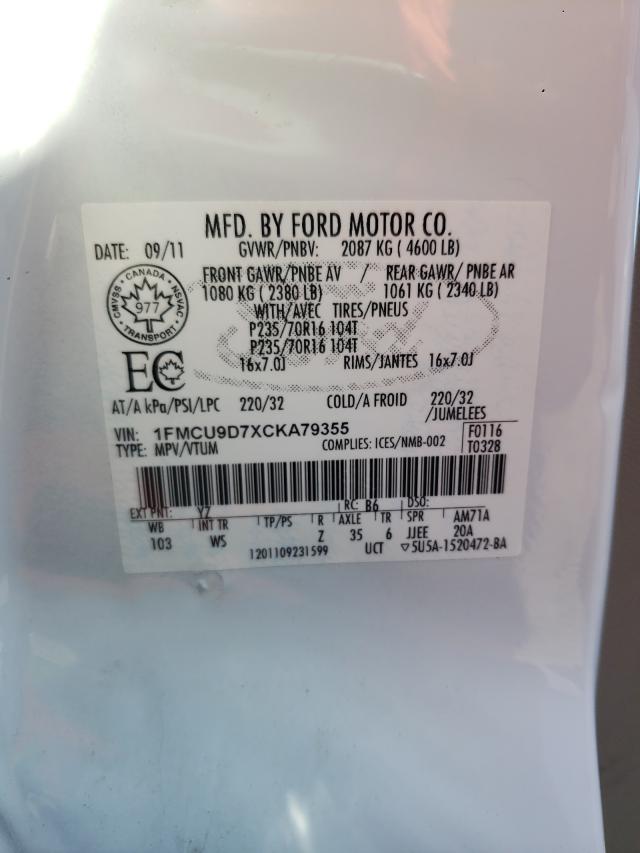 MFD. BY FORD MOTOR CO.
DATE: 09/11 GVWR/PNBV: 2087 KG ( 4600 LB)
FRONT GAWR/PNBE AV / REAR GAWR/ PNBE AR
1080 KG ( 2380 LB) 1061 KG ( 2340 LB)
WITH/AVEC TIRES/PNEUS
P235/70R16 104T
P235/70R16 104T
16x7.0J RIMS/JANTES 16x7.0J
CMVSS • CANADA • NSVAC • TRANSPORT •
977
EC
AT/A kPa/PSI/LPC 220/32 COLD/A FROID 220/32
/JUMELEES
VIN: 1FMCU9D7XCKA79355 F0116
TYPE: MPV/VTUM COMPLIES: ICES/NMB-002 T0328
EXT PNT: YZ RC: B6 DSO:
WB INT TR TP/PS R AXLE TR SPR AM71A
103 WS Z 35 6 JJEE 20A
1201109231599 UCT ▽5U5A-1520472-BA